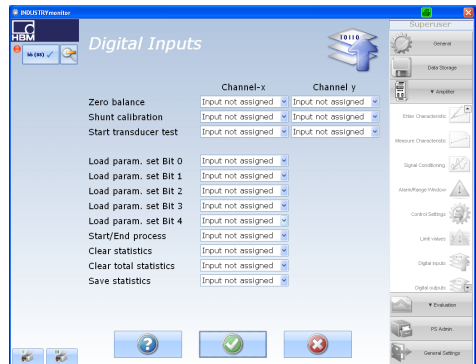 INDUSTRYmonitor
HBM
bb (SS)
Digital Inputs
10110
Channel-x Channel y
Zero balance Input not assigned Input not assigned
Shunt calibration Input not assigned Input not assigned
Start transducer test Input not assigned Input not assigned
Load param. set Bit 0 Input not assigned
Load param. set Bit 1 Input not assigned
Load param. set Bit 2 Input not assigned
Load param. set Bit 3 Input not assigned
Load param. set Bit 4 Input not assigned
Start/End process Input not assigned
Clear statistics Input not assigned
Clear total statistics Input not assigned
Save statistics Input not assigned
Superuser
General
Data Storage
▼ Amplifier
Enter Characteristic
Measure Characteristic
Signal Conditioning
Alarm/Range Window
Control Settings
Limit values
Digital inputs
Digital outputs
▼ Evaluation
PS Admin.
General Settings